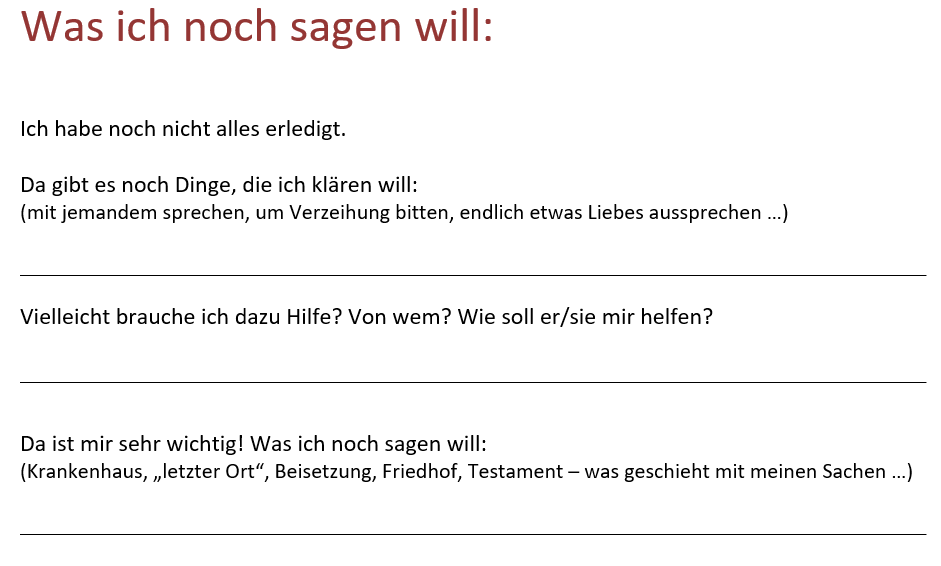 Was ich noch sagen will:
Ich habe noch nicht alles erledigt.
Da gibt es noch Dinge, die ich klären will:
(mit jemandem sprechen, um Verzeihung bitten, endlich etwas Liebes aussprechen …)
Vielleicht brauche ich dazu Hilfe? Von wem? Wie soll er/sie mir helfen?
Da ist mir sehr wichtig! Was ich noch sagen will:
(Krankenhaus, „letzter Ort“, Beisetzung, Friedhof, Testament – was geschieht mit meinen Sachen …)